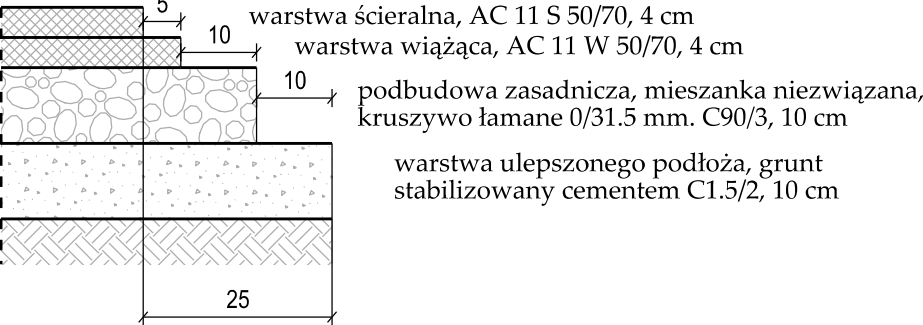 5
warstwa ścieralna, AC 11 S 50/70, 4 cm
10
warstwa wiążąca, AC 11 W 50/70, 4 cm
10
podbudowa zasadnicza, mieszanka niezwiązana,
kruszywo łamane 0/31.5 mm. C90/3, 10 cm
warstwa ulepszonego podłoża, grunt
stabilizowany cementem C1.5/2, 10 cm
25